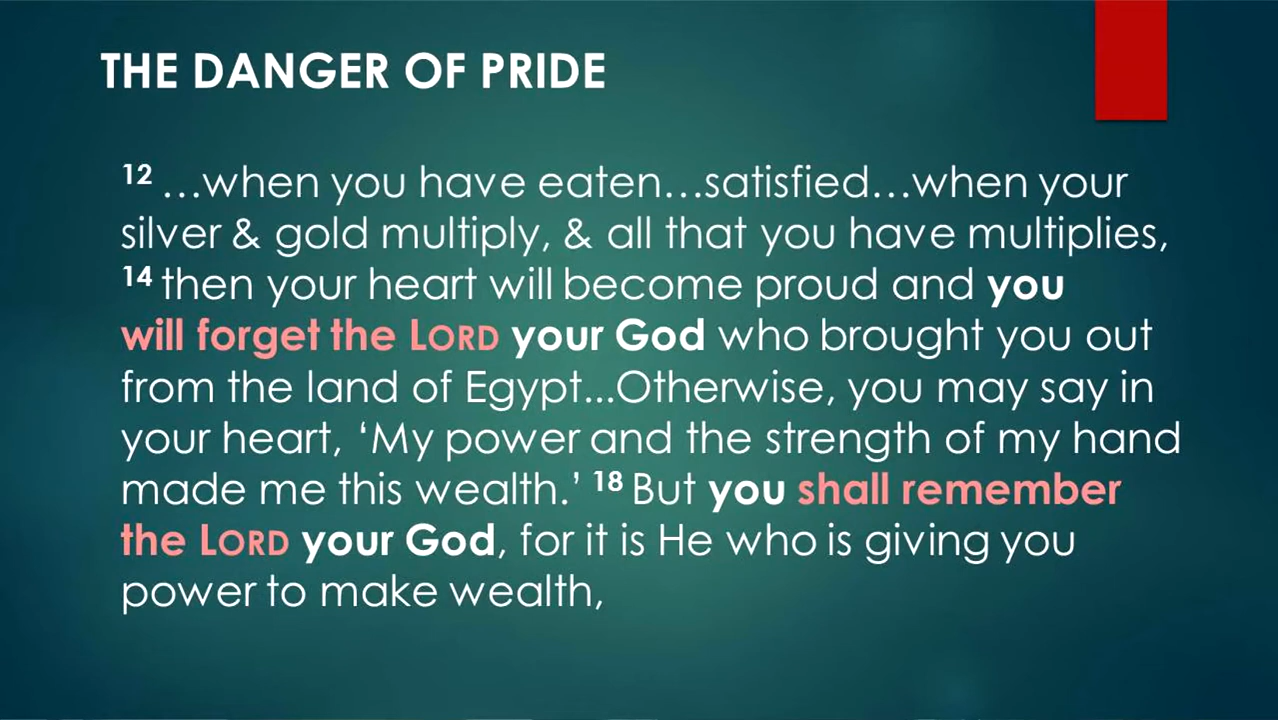 THE DANGER OF PRIDE
12 …when you have eaten…satisfied…when your
silver & gold multiply, & all that you have multiplies,
14 then your heart will become proud and you
will forget the LORD your God who brought you out
from the land of Egypt...Otherwise, you may say in
your heart, ‘My power and the strength of my hand
made me this wealth.’ 18 But you shall remember
the LORD your God, for it is He who is giving you
power to make wealth,